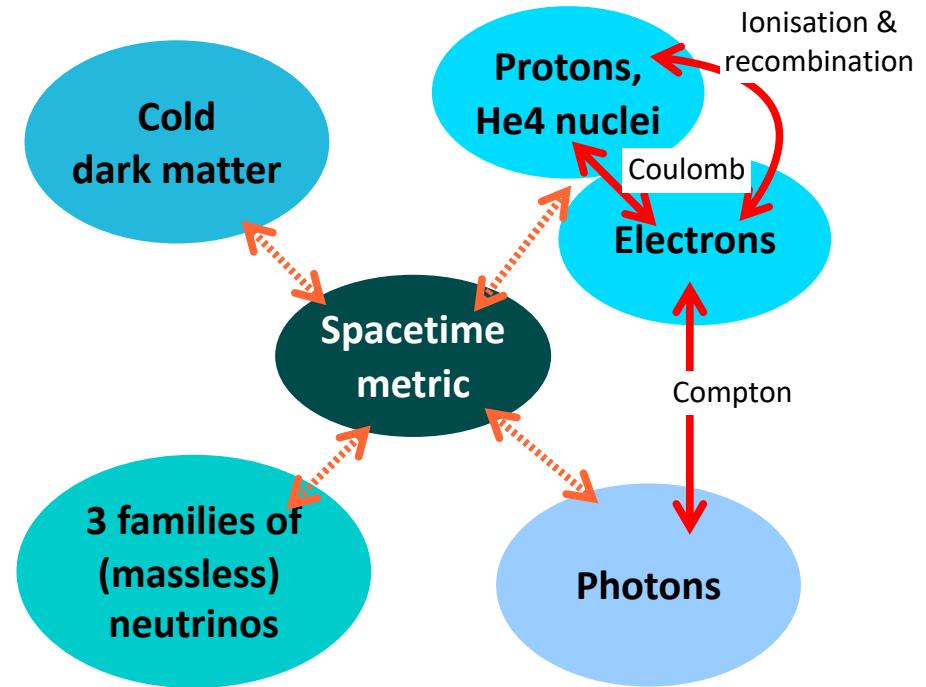 Ionisation &
recombination
Protons,
He4 nuclei
Cold
dark matter
Coulomb
Electrons
Spacetime
metric
Compton
3 families of
(massless)
neutrinos
Photons